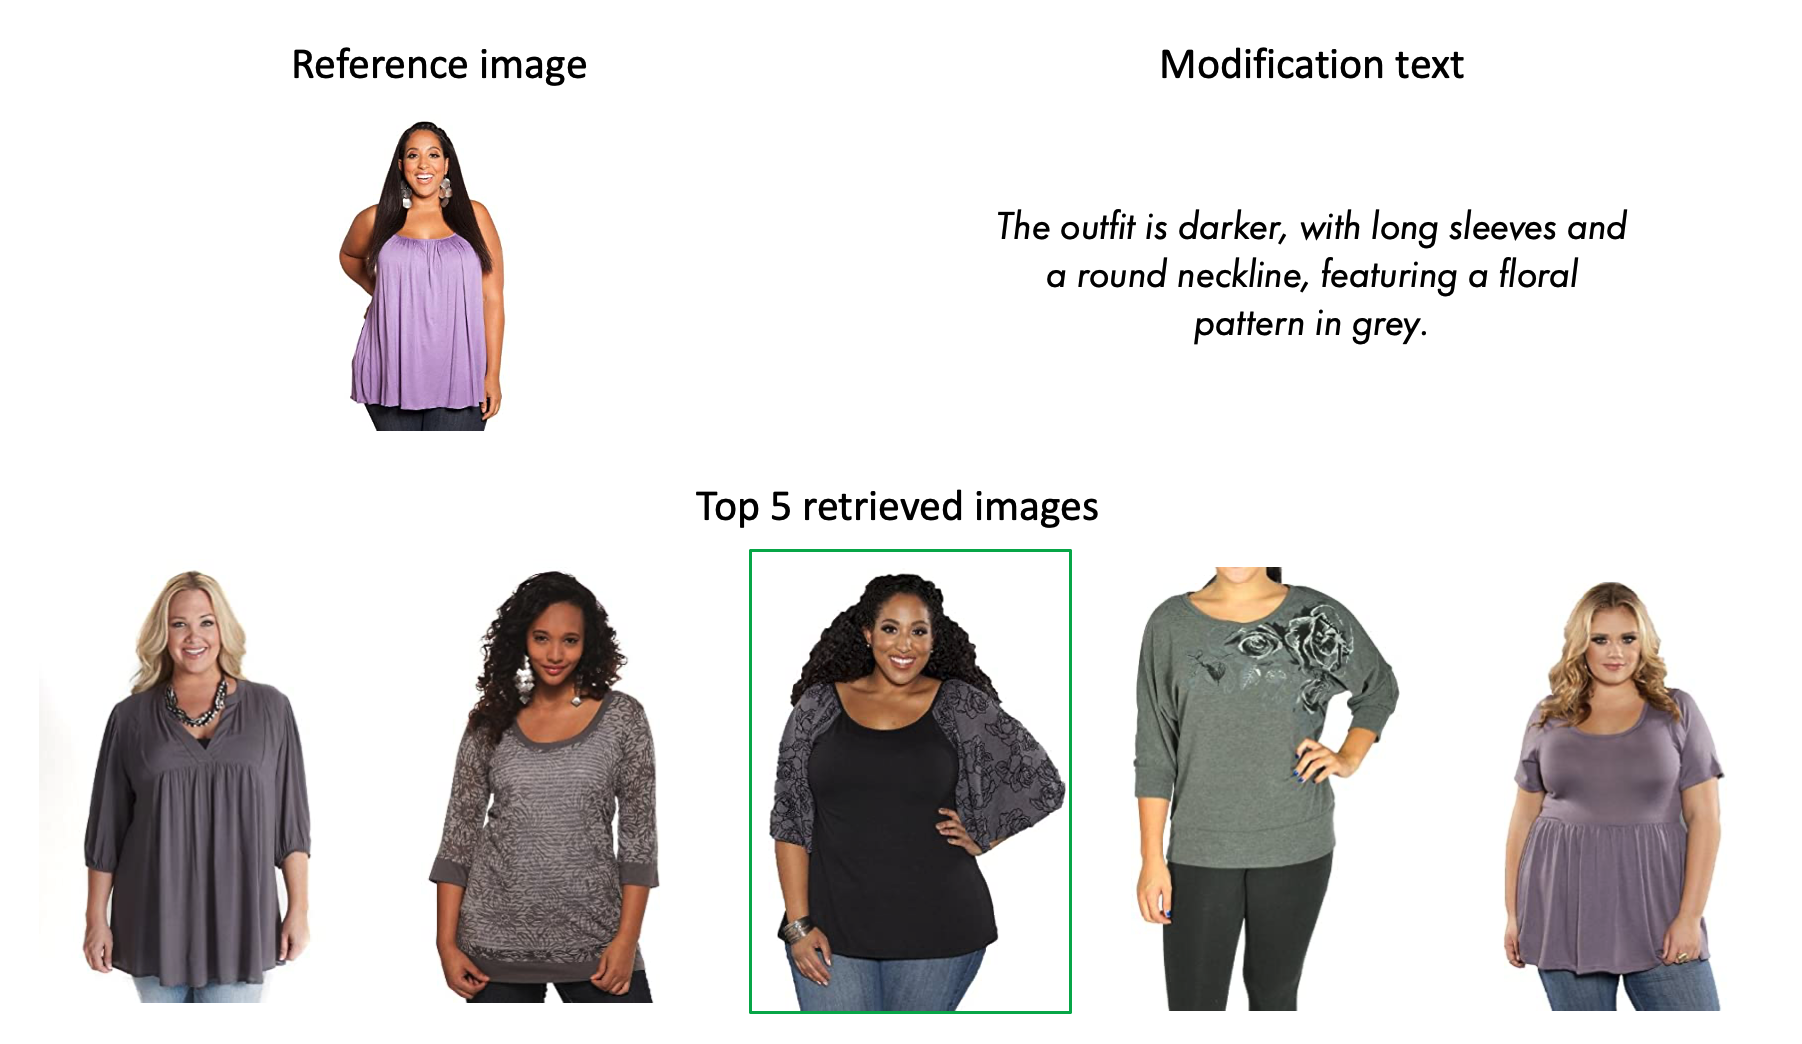 Reference image
Modification text
The outfit is darker, with long sleeves and
a round neckline, featuring a floral
pattern in grey.
Top 5 retrieved images